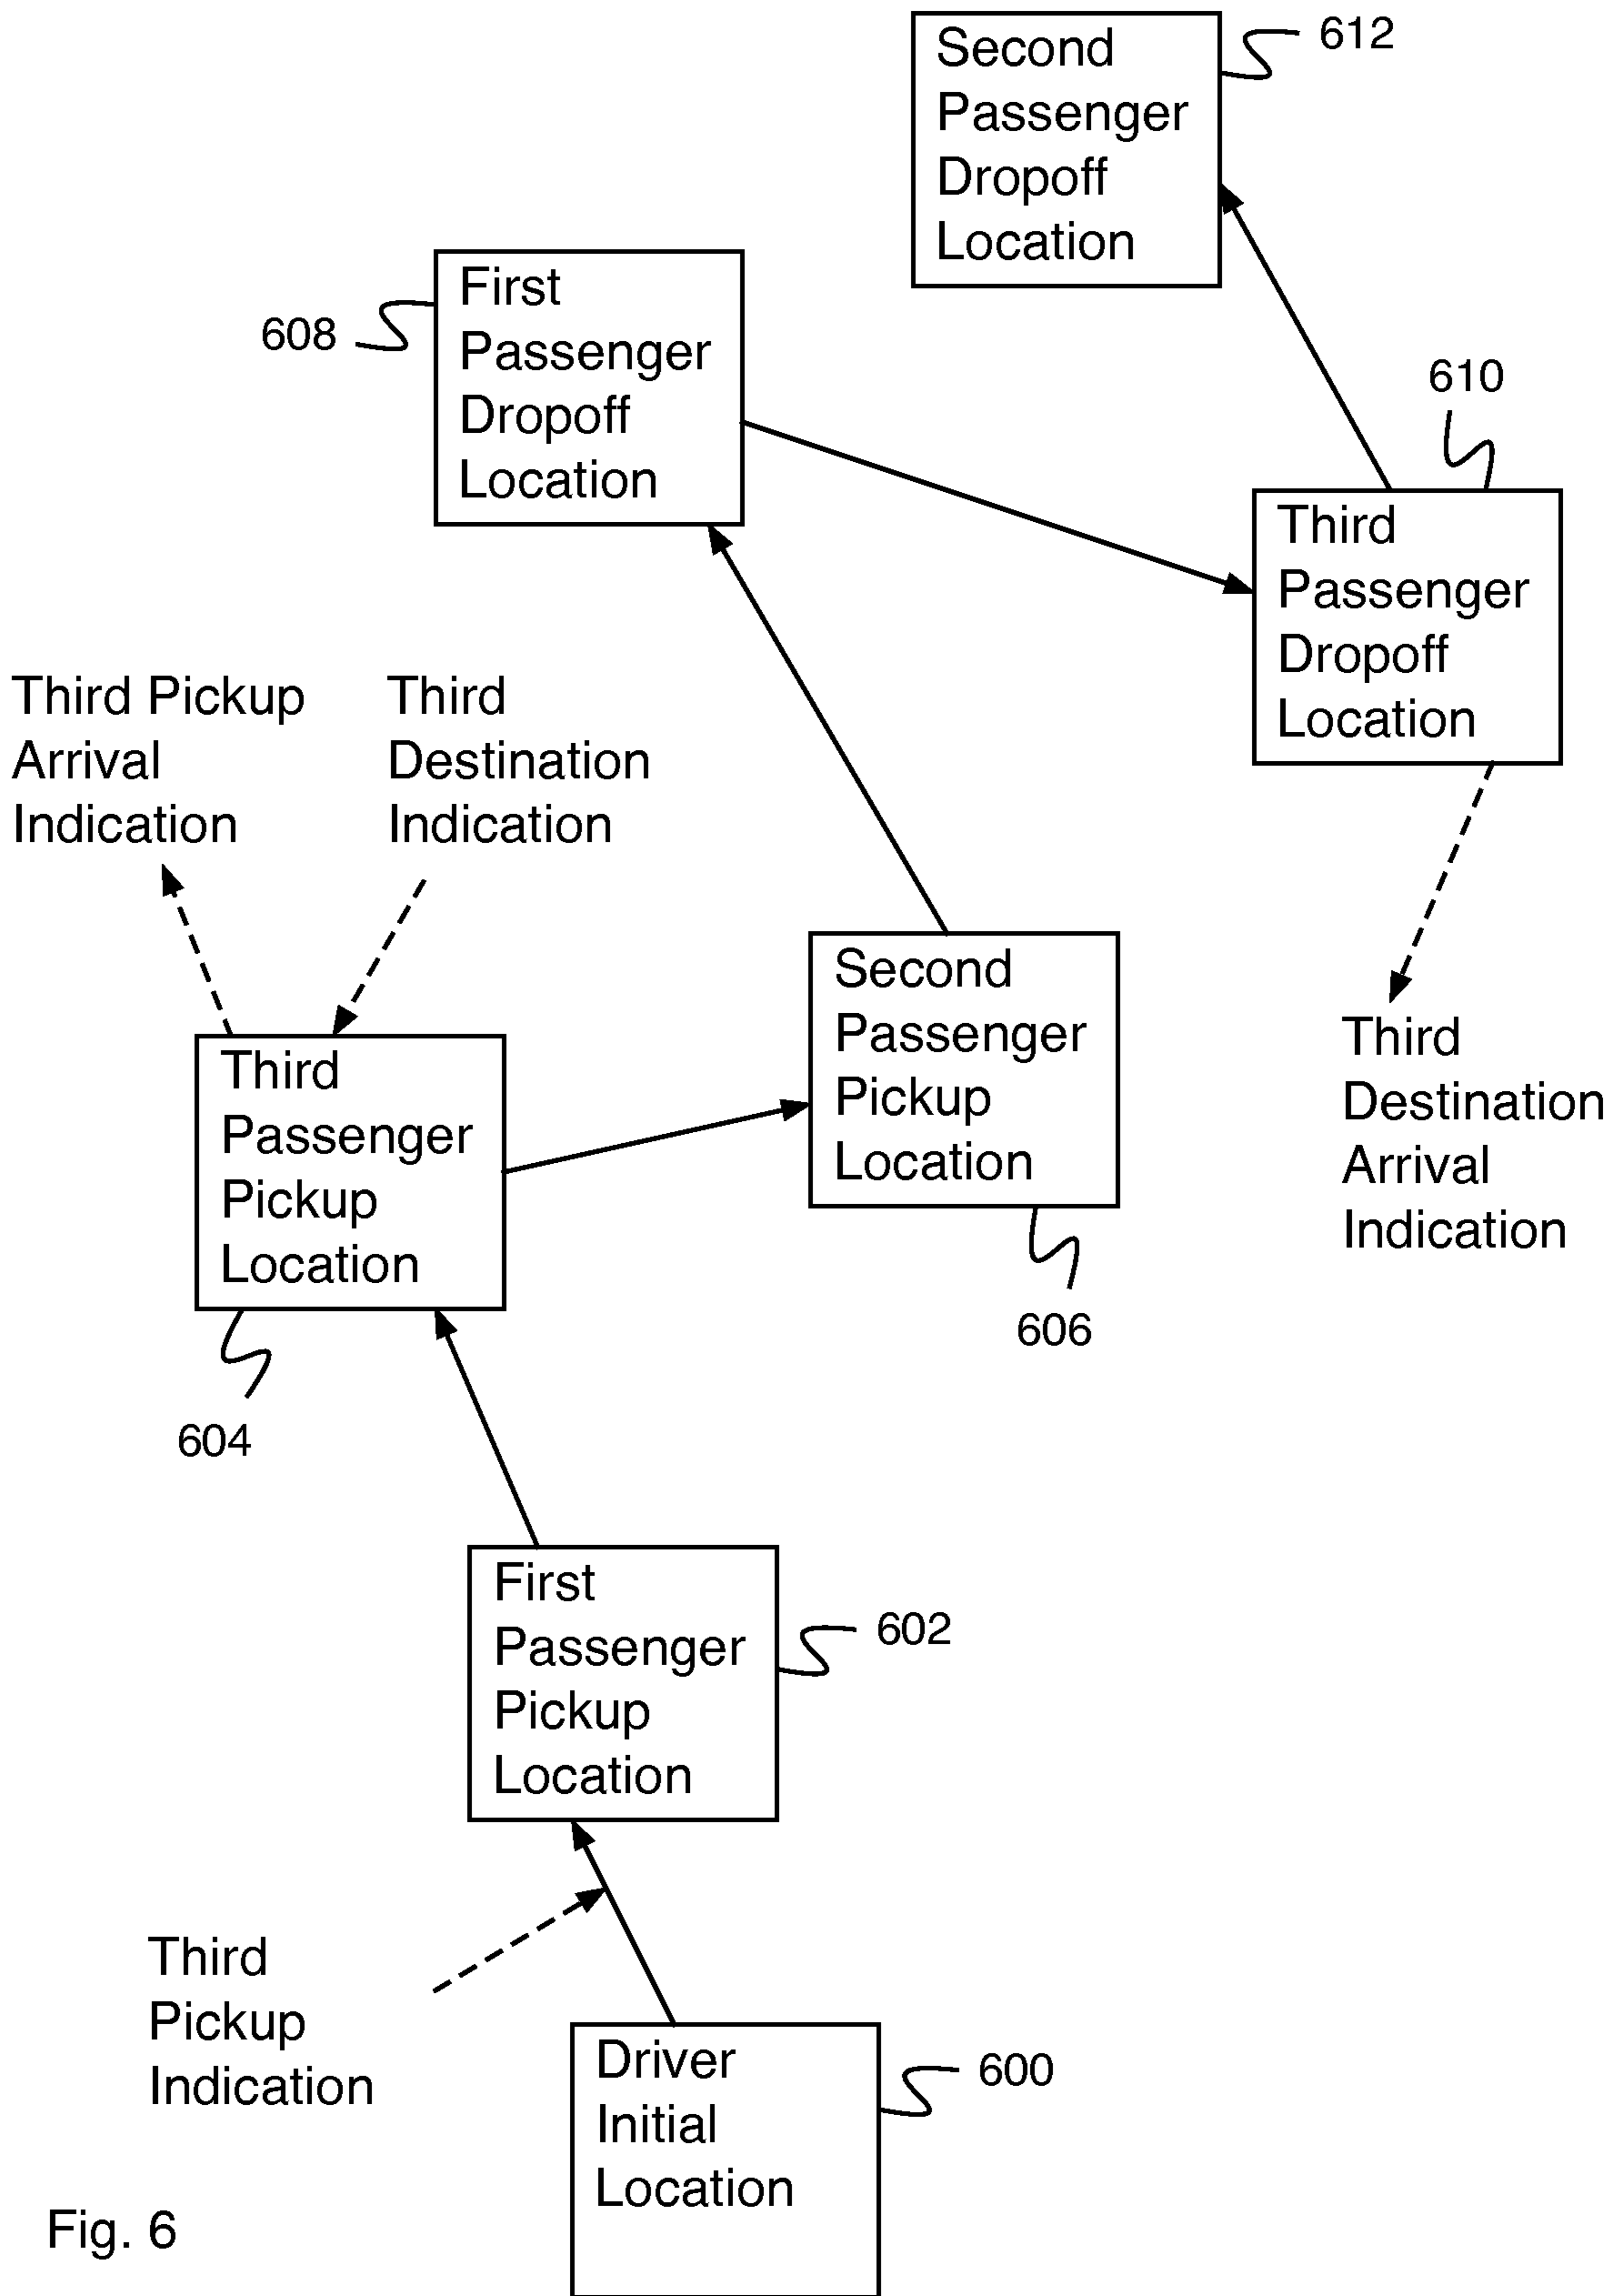 Second
Passenger
Dropoff
Location
612
First
Passenger
Dropoff
Location
608
610
Third
Passenger
Dropoff
Location
Third Pickup
Arrival
Indication
Third
Destination
Indication
Second
Passenger
Pickup
Location
606
Third
Passenger
Pickup
Location
604
Third
Destination
Arrival
Indication
First
Passenger
Pickup
Location
602
Third
Pickup
Indication
Driver
Initial
Location
600
Fig. 6